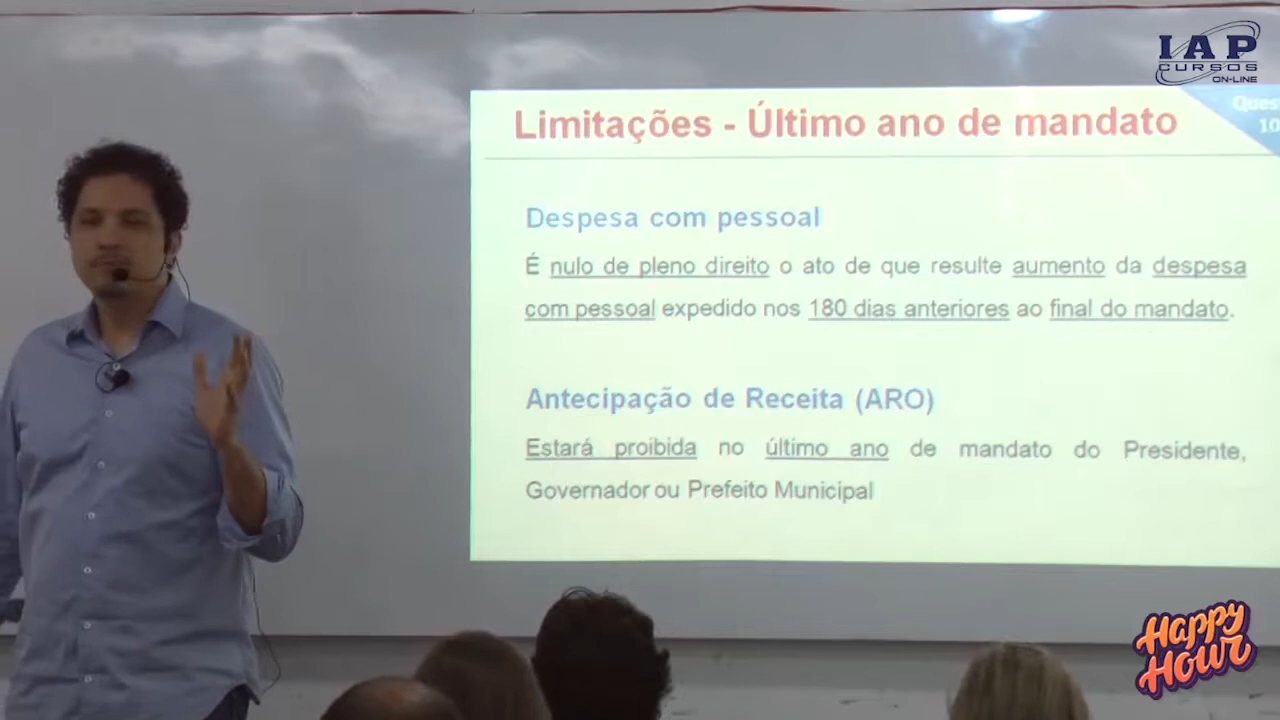 IAP
CURSOS
ON-LINE
Limitações - Último ano de mandato
10
Despesa com pessoal
É nulo de pleno direito o ato de que resulte aumento da despesa
com pessoal expedido nos 180 dias anteriores ao final do mandato.
Antecipação de Receita (ARO)
Estará proibida no último ano de mandato do Presidente,
Governador ou Prefeito Municipal
Happy
Hour